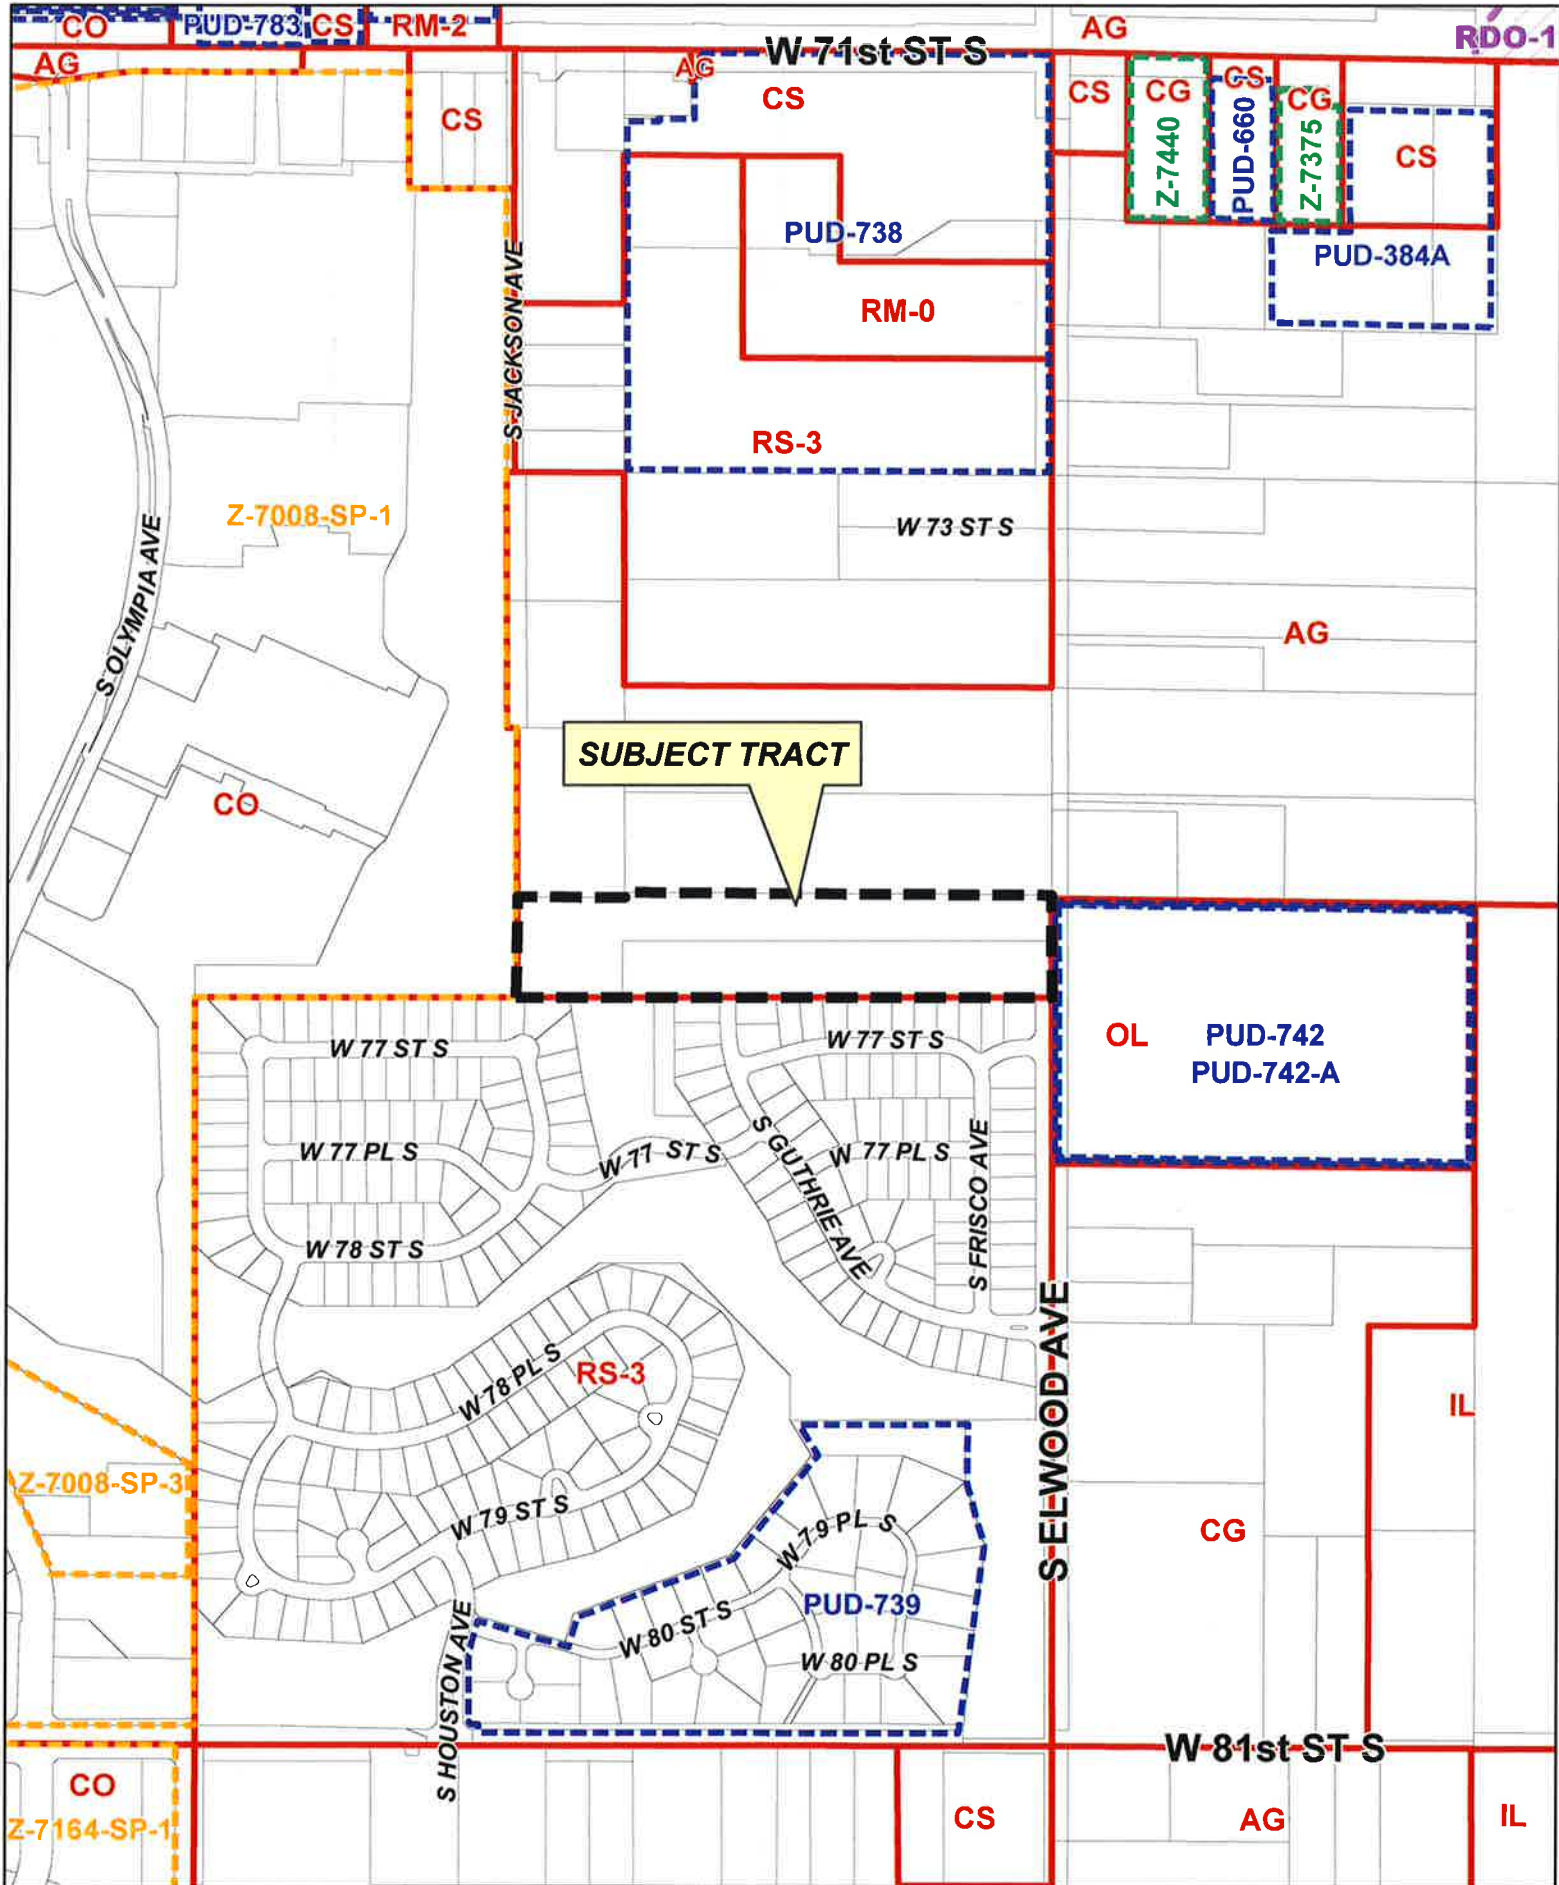 CO
PUD-783
CS
RM-2
AG
RDO-1
AG
W 71st ST S
AG
CS
CS
CS
CG
CS
CG
CS
Z-7440
PUD-660
Z-7375
PUD-738
PUD-384A
S JACKSON AVE
RM-0
RS-3
Z-7008-SP-1
W 73 ST S
S OLYMPIA AVE
AG
SUBJECT TRACT
CO
W 77 ST S
W 77 ST S
OL
PUD-742
PUD-742-A
W 77 PL S
W 77 ST S
S GUTHRIE AVE
W 77 PL S
S FRISCO AVE
W 78 ST S
S ELWOOD AVE
W 78 PL S
RS-3
IL
Z-7008-SP-3
W 79 ST S
W 79 PL S
CG
PUD-739
W 80 ST S
W 80 PL S
S HOUSTON AVE
W 81st ST S
CO
Z-7164-SP-1
CS
AG
IL